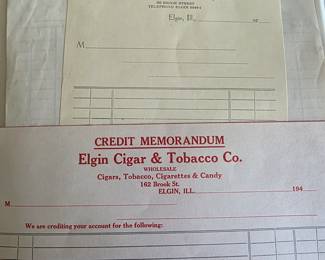 Elgin, Ill.
M
CREDIT MEMORANDUM
Elgin Cigar & Tobacco Co.
WHOLESALE
Cigars, Tobacco, Cigarettes & Candy
162 Brook St.
ELGIN, ILL. 194
M
We are crediting your account for the following: